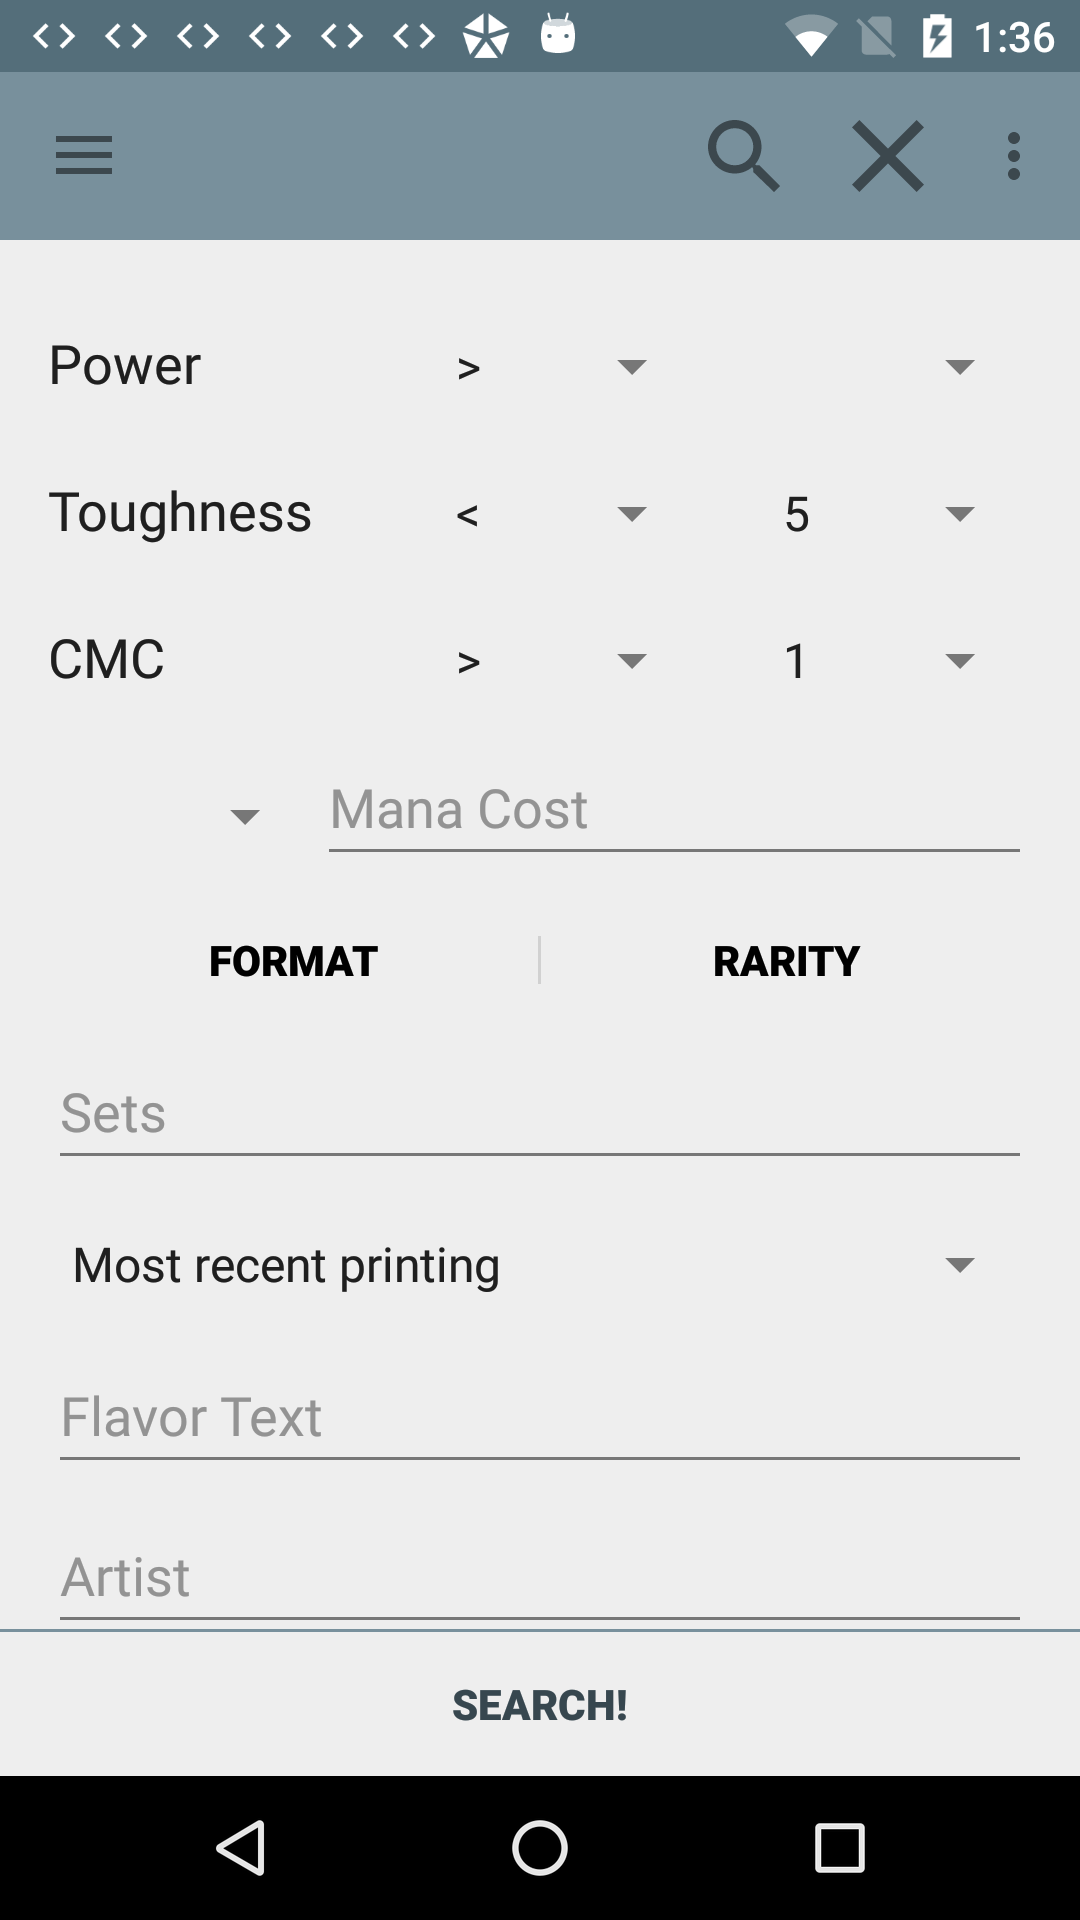 1:36
Power >
Toughness < 5
CMC > 1
Mana Cost
FORMAT RARITY
Sets
Most recent printing
Flavor Text
Artist
SEARCH!